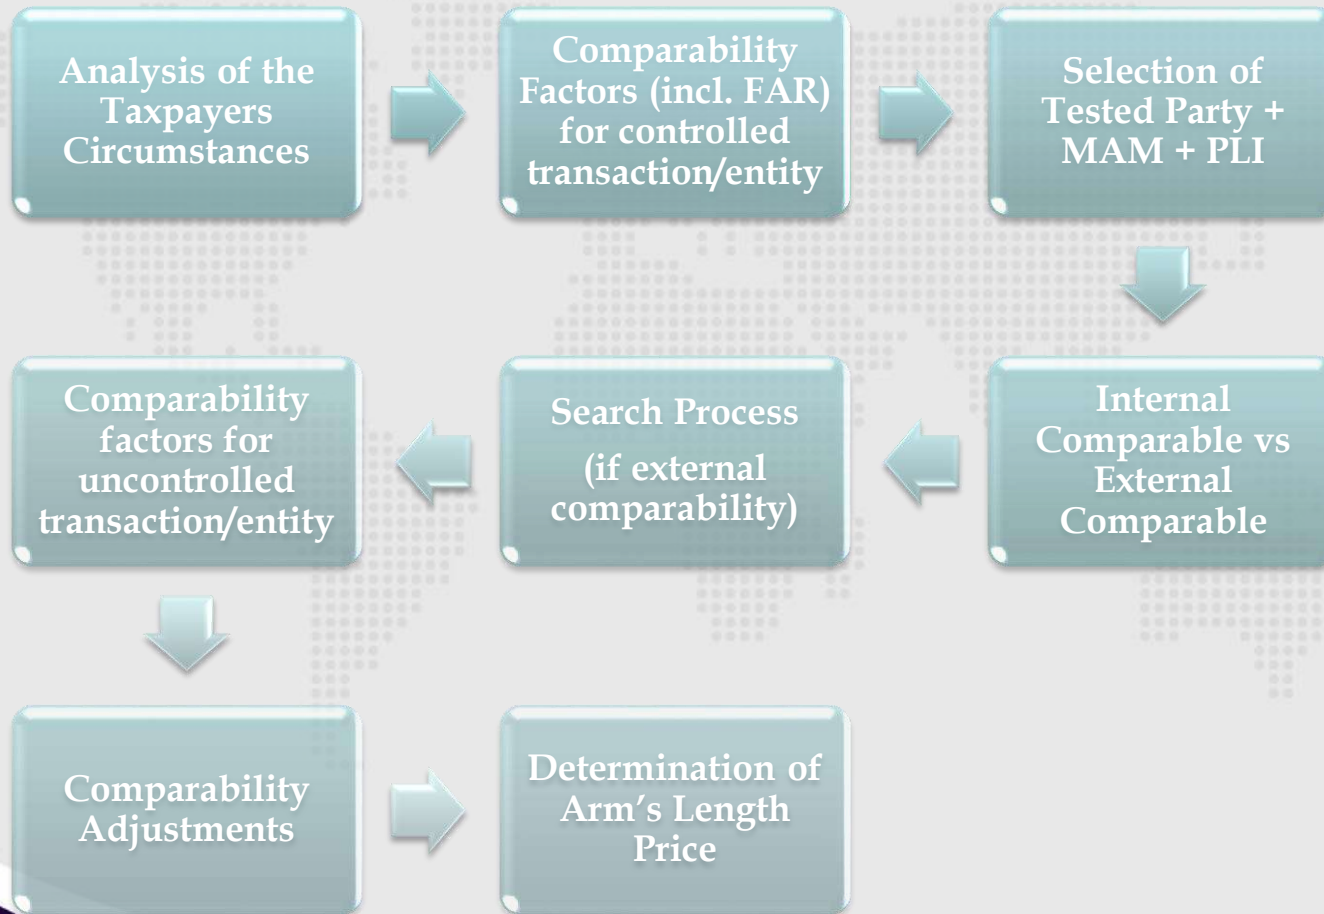 Analysis of the
Taxpayers
Circumstances
Comparability
Factors (incl. FAR)
for controlled
transaction/entity
Selection of
Tested Party +
MAM + PLI
Internal
Comparable vs
External
Comparable
Search Process
(if external
comparability)
Comparability
factors for
uncontrolled
transaction/entity
Comparability
Adjustments
Determination of
Arm’s Length
Price